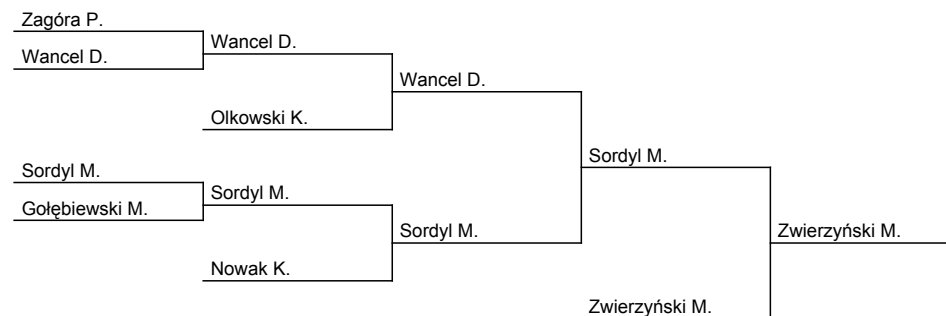 Zagóra P.
Wancel D.
Wancel D.
Wancel D.
Olkowski K.
Sordyl M.
Sordyl M.
Sordyl M.
Gołębiewski M.
Sordyl M.
Zwierzyński M.
Nowak K.
Zwierzyński M.